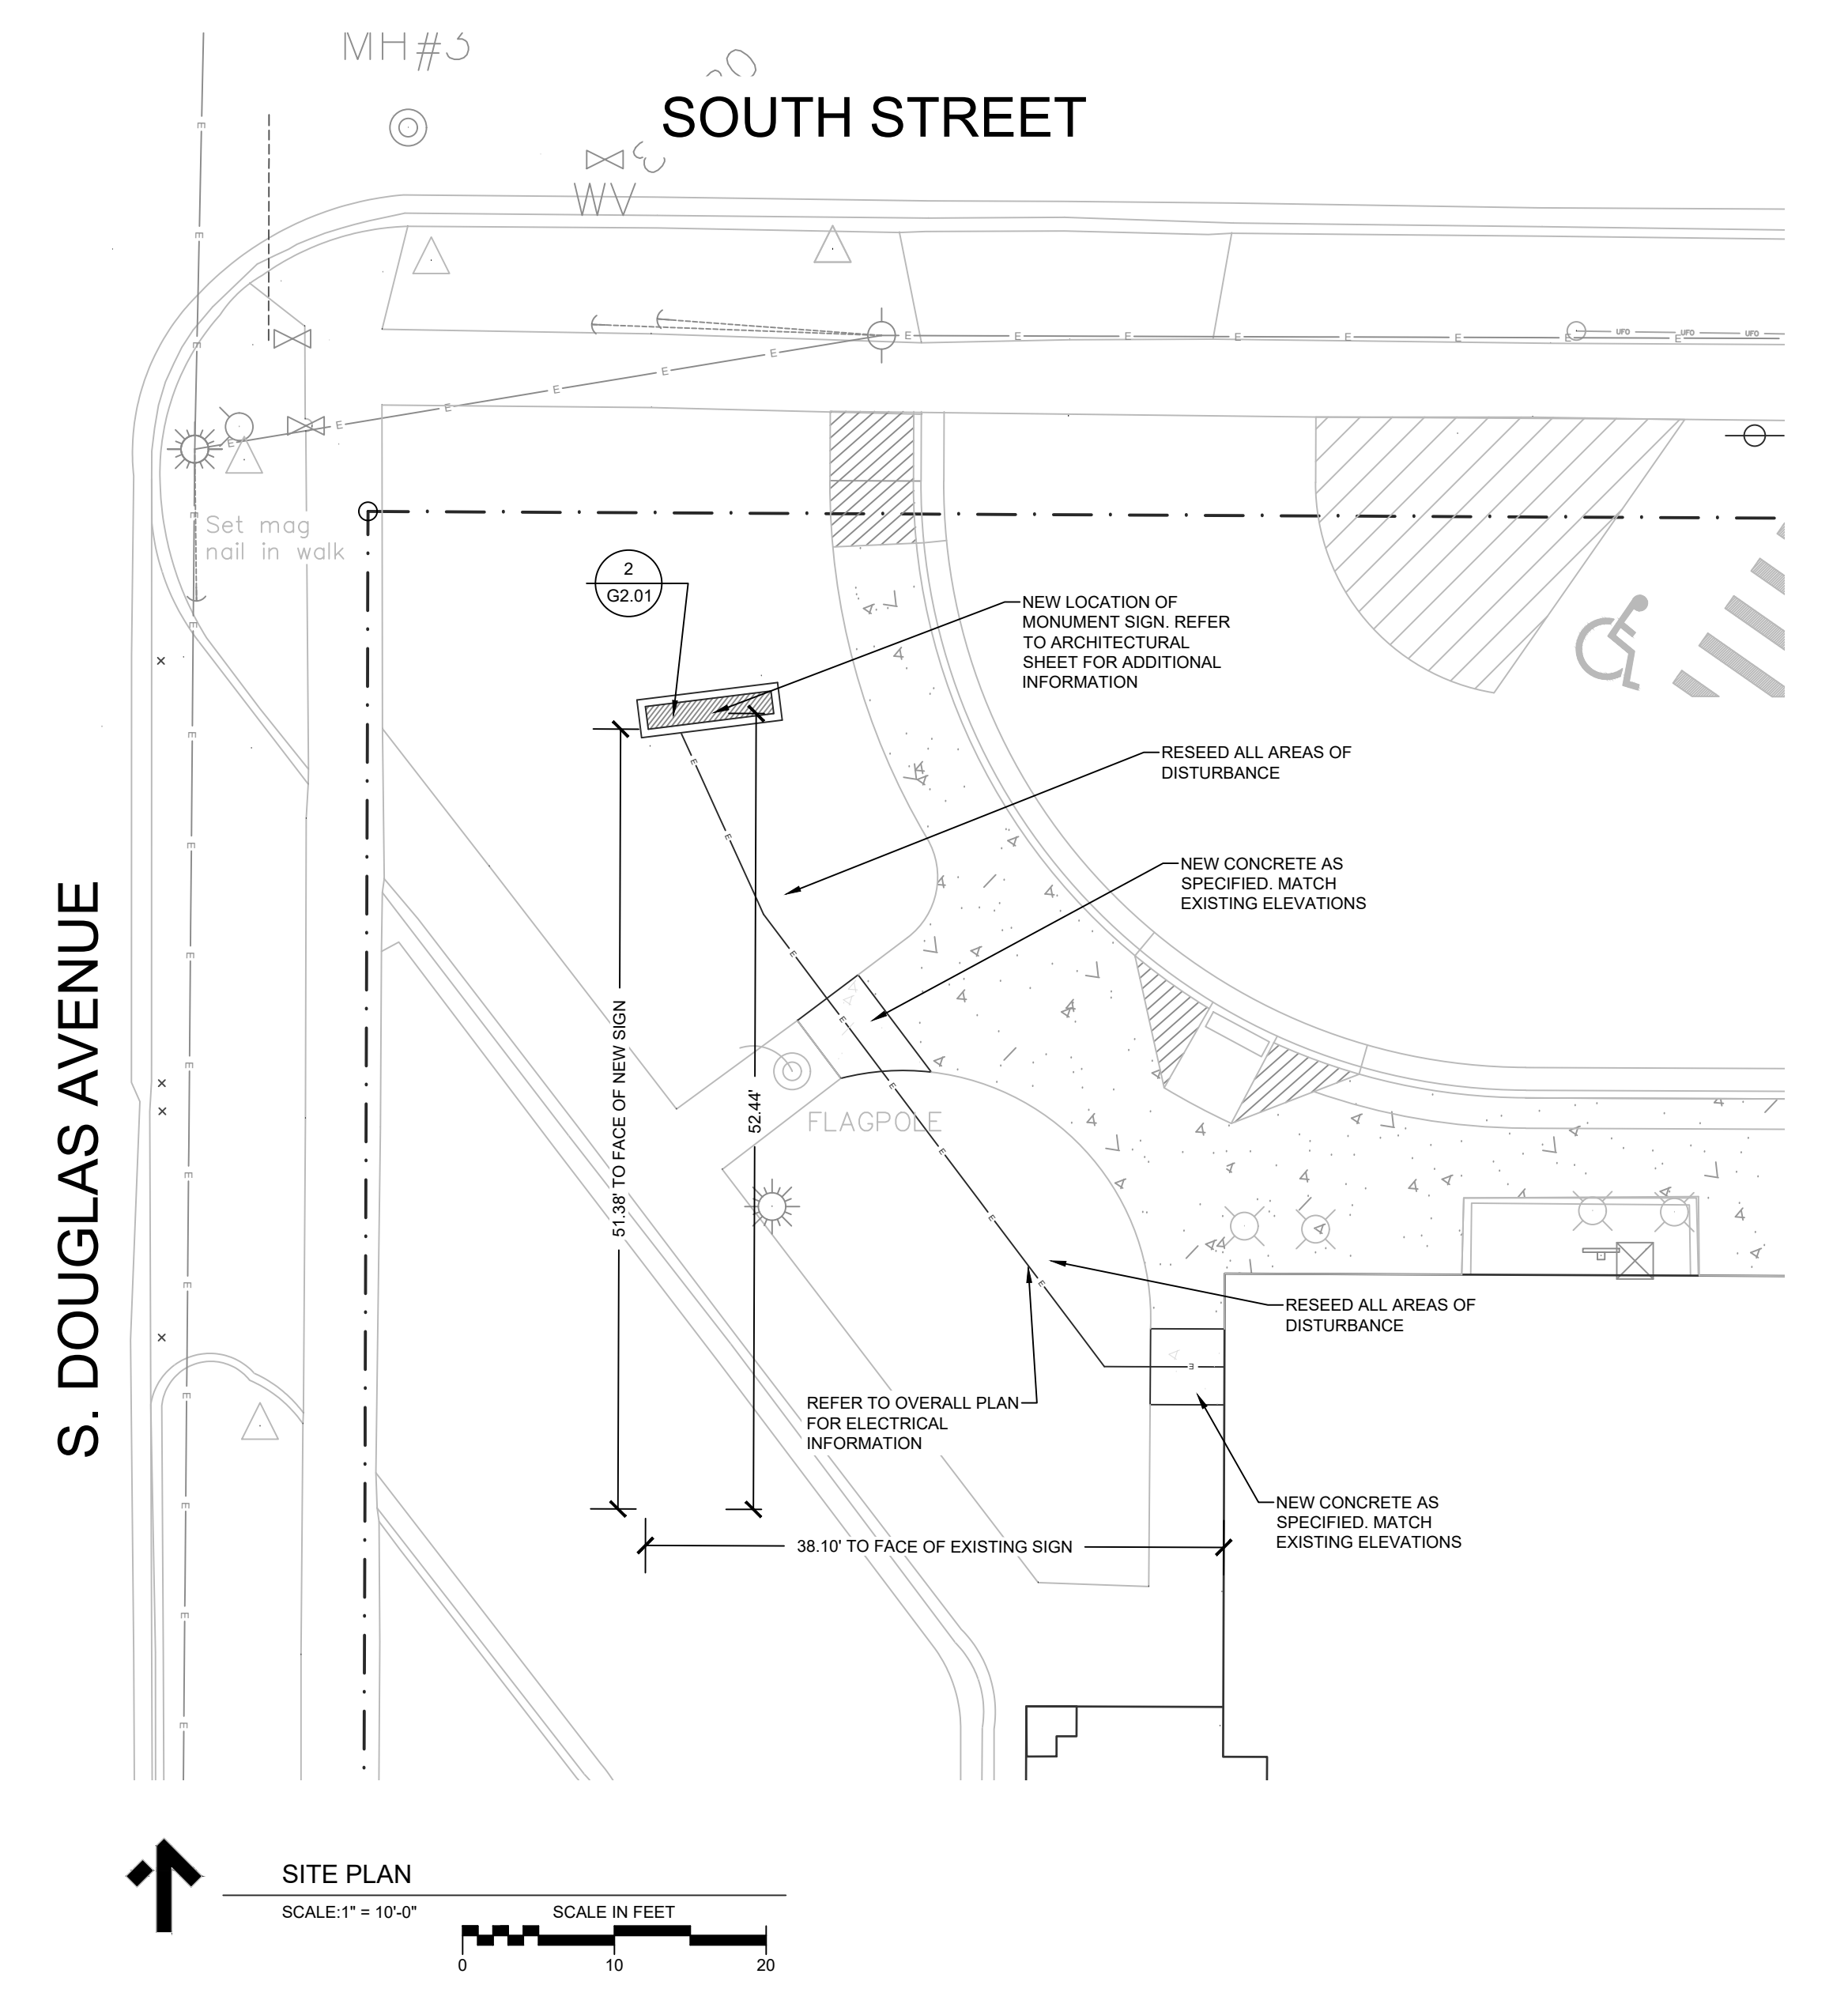 MH#3
SOUTH STREET
WV
E
UFO
UFO
UFO
Set mag
nail in walk
2
G2.01
NEW LOCATION OF
MONUMENT SIGN. REFER
TO ARCHITECTURAL
SHEET FOR ADDITIONAL
INFORMATION
RESEED ALL AREAS OF
DISTURBANCE
NEW CONCRETE AS
SPECIFIED. MATCH
EXISTING ELEVATIONS
S. DOUGLAS AVENUE
51.38' TO FACE OF NEW SIGN
52.44'
FLAGPOLE
RESEED ALL AREAS OF
DISTURBANCE
REFER TO OVERALL PLAN
FOR ELECTRICAL
INFORMATION
NEW CONCRETE AS
SPECIFIED. MATCH
EXISTING ELEVATIONS
38.10' TO FACE OF EXISTING SIGN
SITE PLAN
SCALE:1" = 10'-0"
SCALE IN FEET
0 10 20